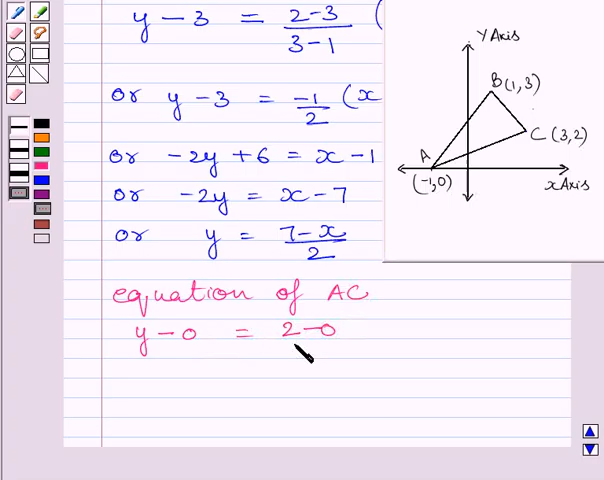 y - 3 = 2-3 / 3-1 (
or y - 3 = -1/2 (x
or -2y + 6 = x - 1
or -2y = x - 7
or y = 7-x / 2
equation of AC
y - 0 = 2-0
Y Axis
B (1, 3)
C (3, 2)
A
(-1, 0)
x Axis